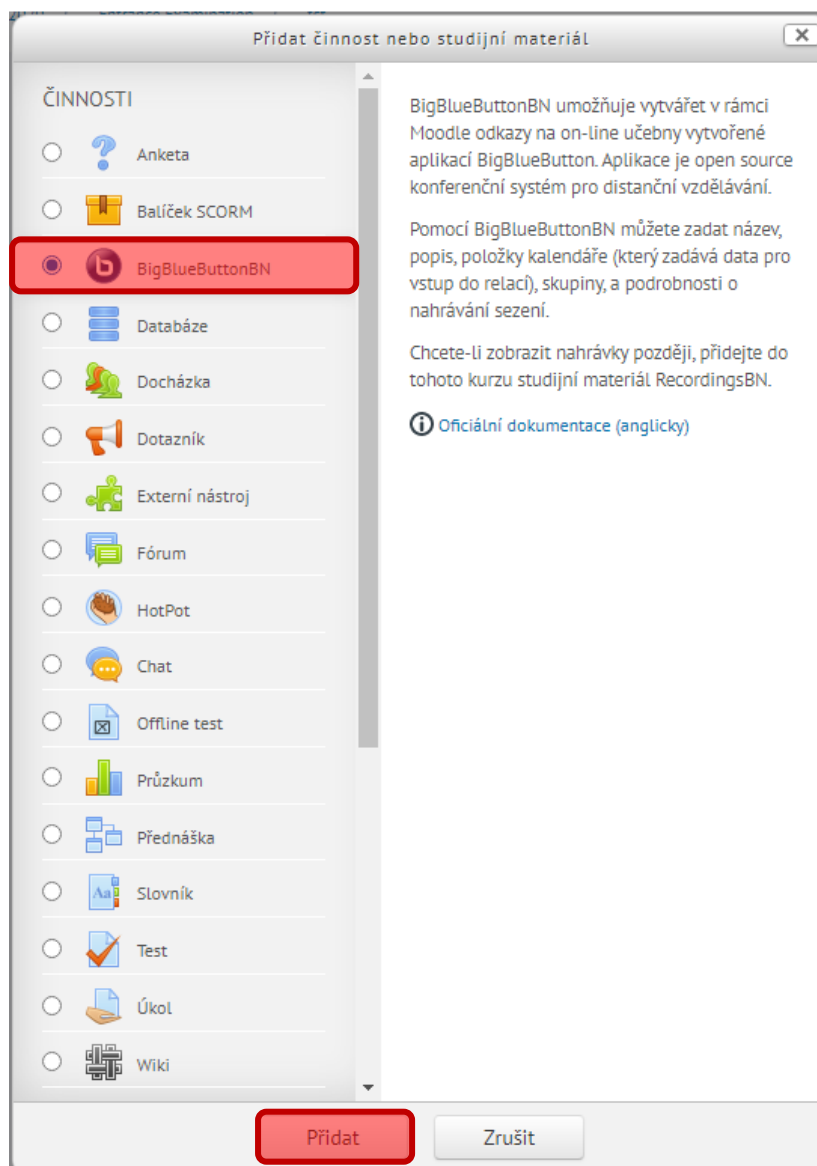 Přidat činnost nebo studijní materiál
ČINNOSTI
Anketa
Balíček SCORM
BigBlueButtonBN
Databáze
Docházka
Dotazník
Externí nástroj
Fórum
HotPot
Chat
Offline test
Průzkum
Přednáška
Slovník
Test
Úkol
Wiki
BigBlueButtonBN umožňuje vytvářet v rámci
Moodle odkazy na on-line učebny vytvořené
aplikací BigBlueButton. Aplikace je open source
konferenční systém pro distanční vzdělávání.
Pomocí BigBlueButtonBN můžete zadat název,
popis, položky kalendáře (který zadává data pro
vstup do relací), skupiny, a podrobnosti o
nahrávání sezení.
Chcete-li zobrazit nahrávky později, přidejte do
tohoto kurzu studijní materiál RecordingsBN.
Oficiální dokumentace (anglicky)
Přidat
Zrušit